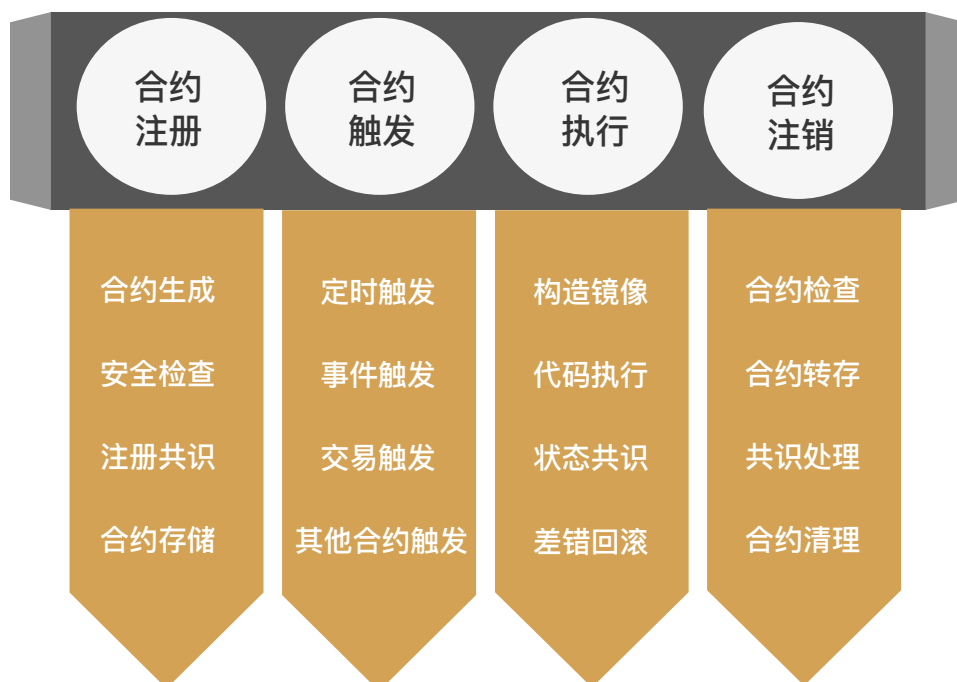 合约
注册
合约
触发
合约
执行
合约
注销
合约生成
安全检查
注册共识
合约存储
定时触发
事件触发
交易触发
其他合约触发
构造镜像
代码执行
状态共识
差错回滚
合约检查
合约转存
共识处理
合约清理